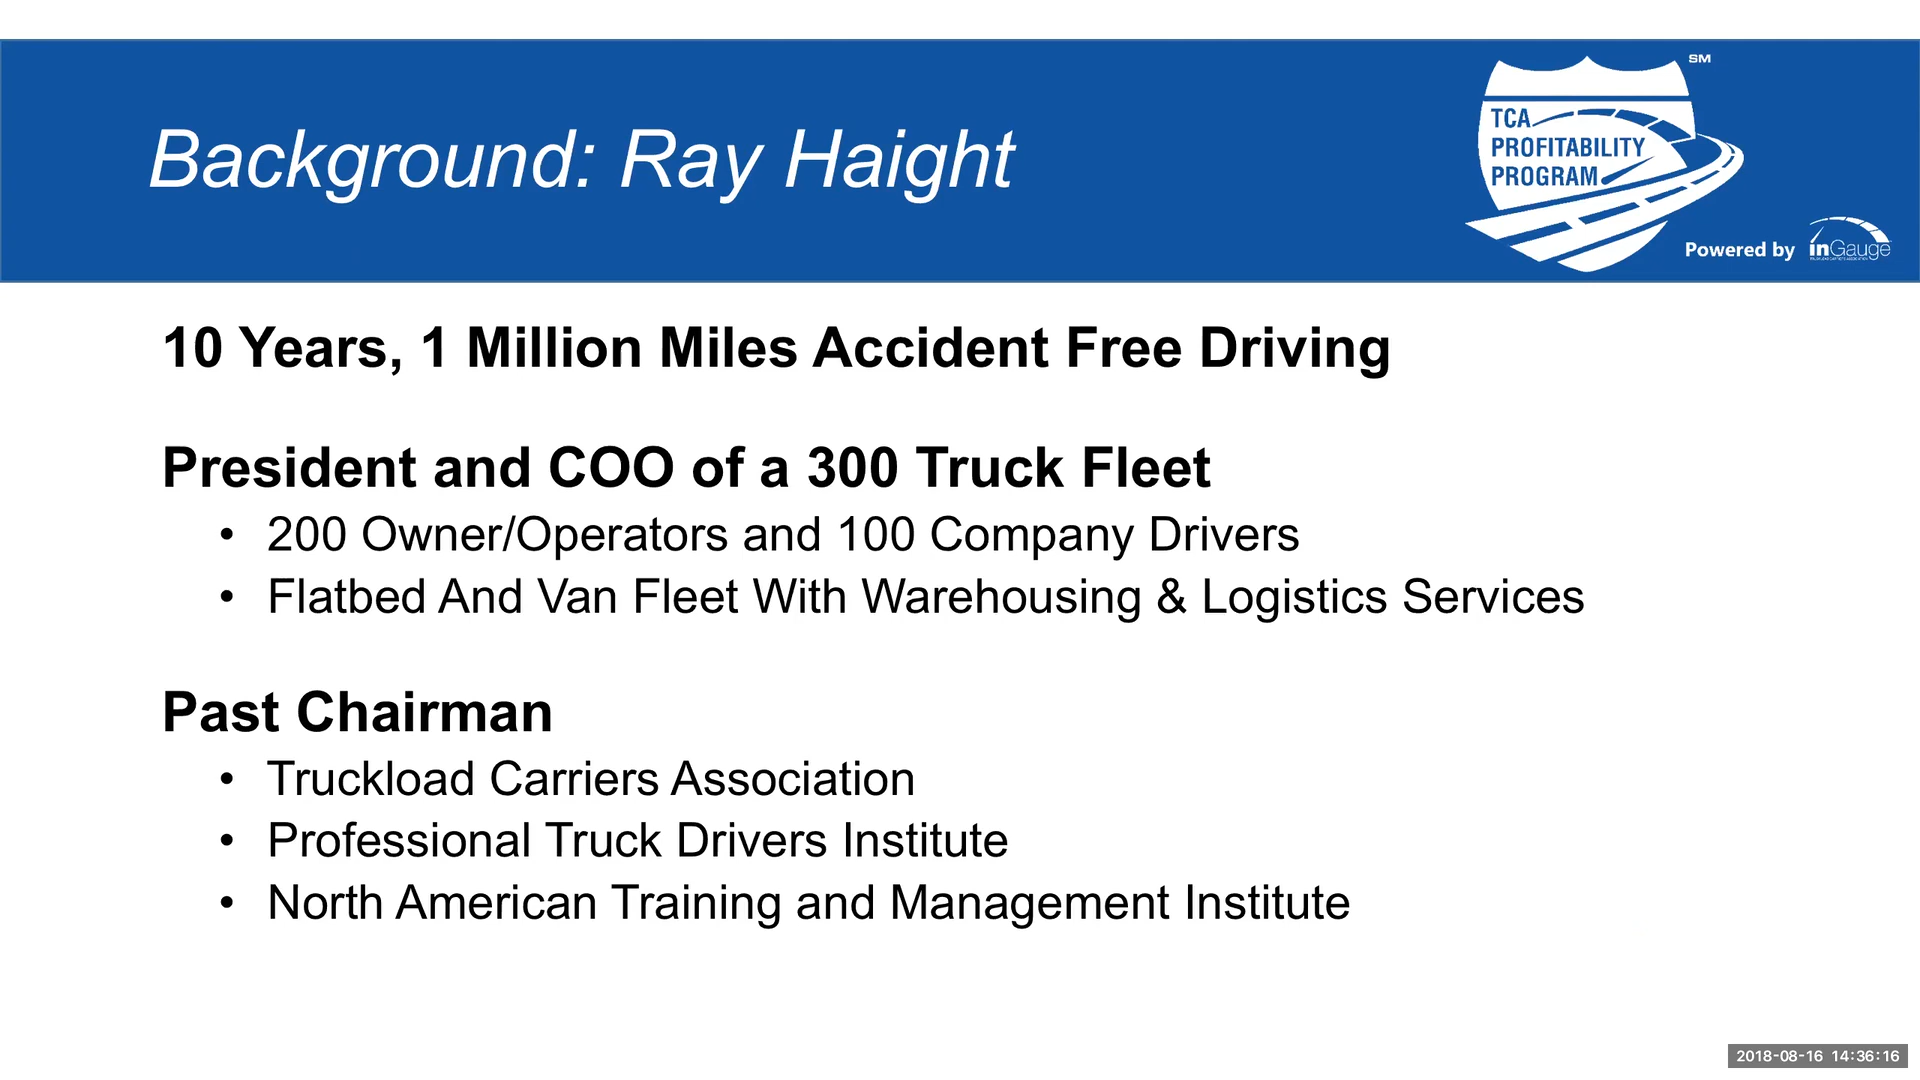 Background: Ray Haight
SM
TCA
PROFITABILITY
PROGRAM
Powered by inGauge
10 Years, 1 Million Miles Accident Free Driving
President and COO of a 300 Truck Fleet
• 200 Owner/Operators and 100 Company Drivers
• Flatbed And Van Fleet With Warehousing & Logistics Services
Past Chairman
• Truckload Carriers Association
• Professional Truck Drivers Institute
• North American Training and Management Institute
2018-08-16 14:36:16